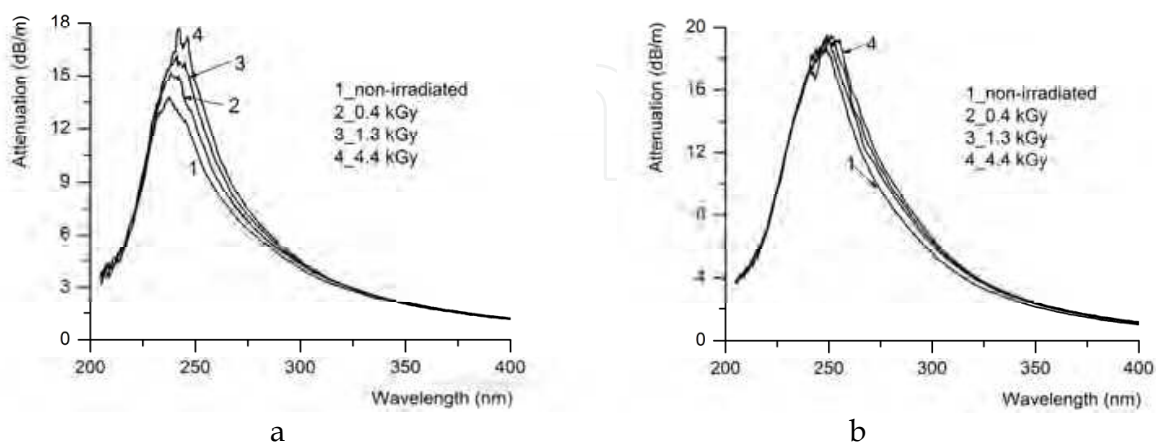 Attenuation (dB/m)
18
15
12
9
6
3
0
200
250
300
350
400
Wavelength (nm)
4
3
2
1
1_non-irradiated
2_0.4 kGy
3_1.3 kGy
4_4.4 kGy
a
Attenuation (dB/m)
20
16
12
4
0
200
250
300
350
400
Wavelength (nm)
4
1
1_non-irradiated
2_0.4 kGy
3_1.3 kGy
4_4.4 kGy
b